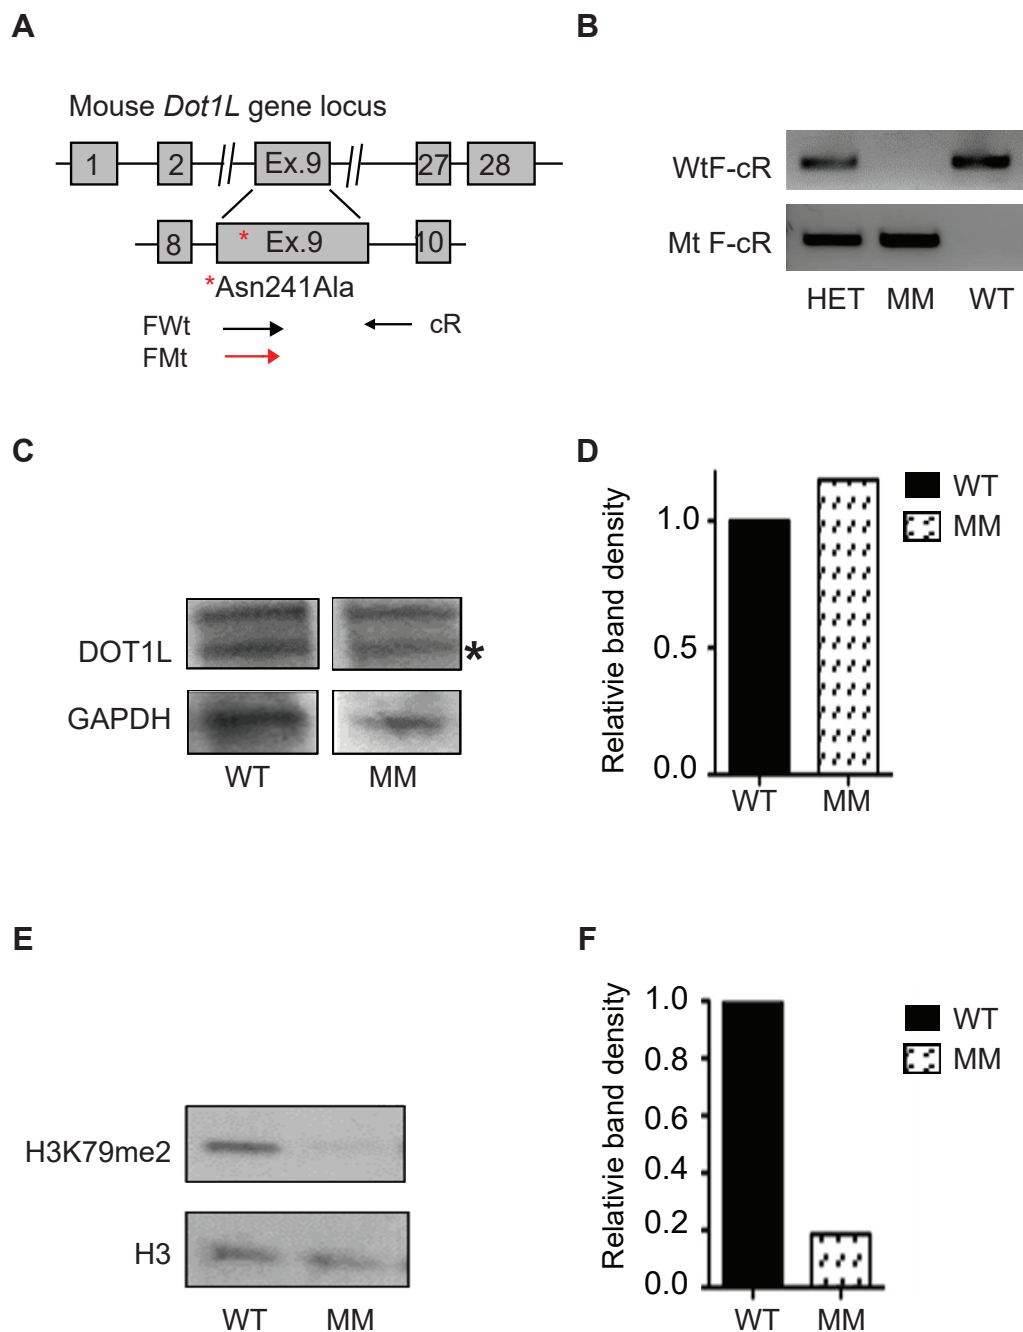 A
Mouse Dot1L gene locus
1 2 Ex.9 27 28
8 * Ex.9 10
*Asn241Ala
FWt cR
FMt
B
WtF-cR
Mt F-cR
HET MM WT
C
DOT1L *
GAPDH
WT MM
D
Relativie band density
1.0
0.5
0.0
WT MM
WT
MM
E
H3K79me2
H3
WT MM
F
Relativie band density
1.0
0.8
0.6
0.4
0.2
0.0
WT MM
WT
MM